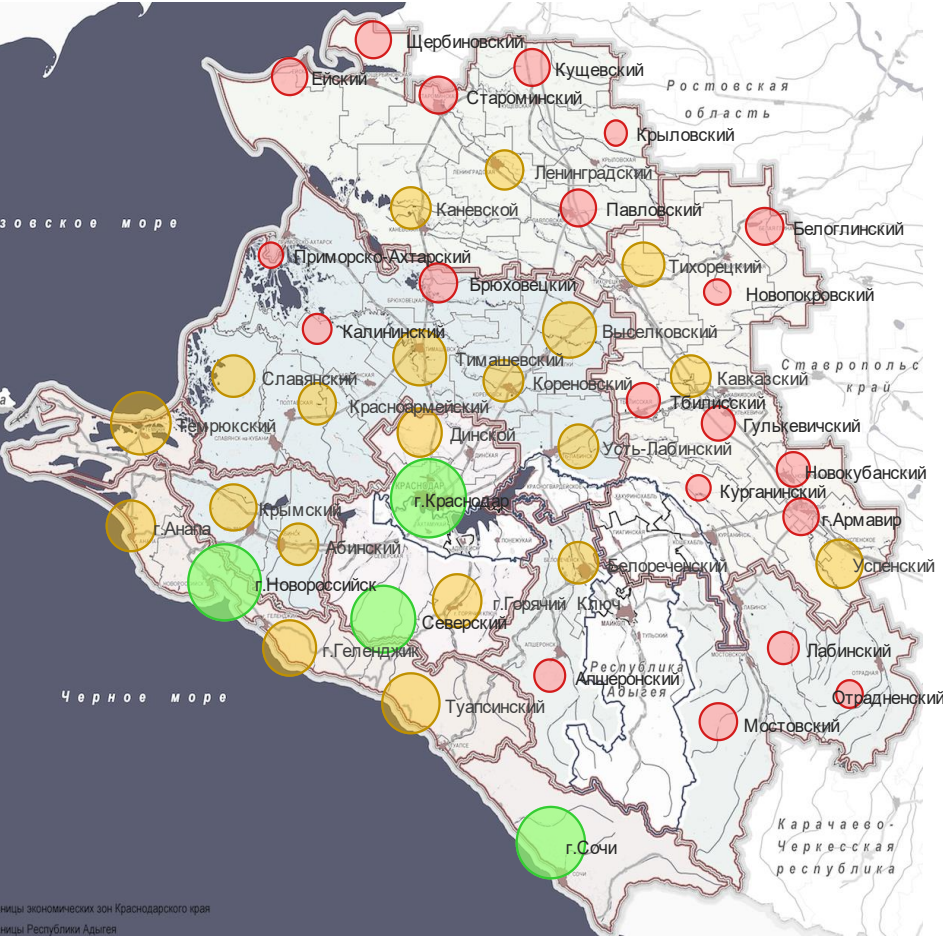 Щербиновский
Ейский
Кущевский
Староминский
Ростовская
область
Крыловский
Ленинградский
Каневской
Павловский
зовское море
Белоглинский
Приморско-Ахтарский
Тихорецкий
Брюховецкий
Новопокровский
Калининский
Выселковский
Тимашевский
Ставрополс
край
Славянский
Кореновский
Кавказский
а
Красноармейский
Тбилисский
Темрюкский
Динской
Гулькевичский
Усть-Лабинский
Новокубанский
Курганинский
г.Краснодар
Крымский
г.Анапа
г.Армавир
Абинский
Белореченский
Успенский
г.Новороссийск
г.Горячий Ключ
Северский
г.Геленджик
Лабинский
Республика
Адыгея
Апшеронский
Отрадненский
Черное море
Туапсинский
Мостовский
г.Сочи
Карачаево-
Черкесская
республика
ницы экономических зон Краснодарского края
ницы Республики Адыгея